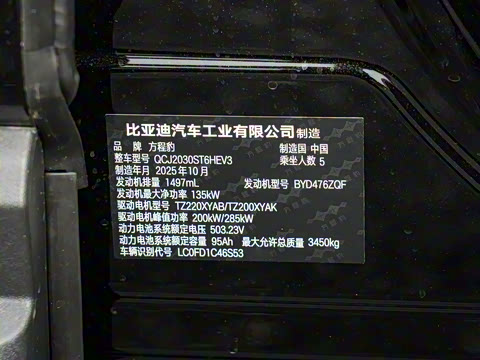 比亚迪汽车工业有限公司 制造
品 牌 方程豹 制造国 中国
整车型号 QCJ2030ST6HEV3 乘坐人数 5
制造年月 2025年10月
发动机排量 1497mL 发动机型号 BYD476ZQF
发动机最大净功率 135kW
驱动电机型号 TZ220XYAB/TZ200XYAK
驱动电机峰值功率 200kW/285kW
动力电池系统额定电压 503.23V
动力电池系统额定容量 95Ah 最大允许总质量 3450kg
车辆识别代号 LC0FD1C46S53